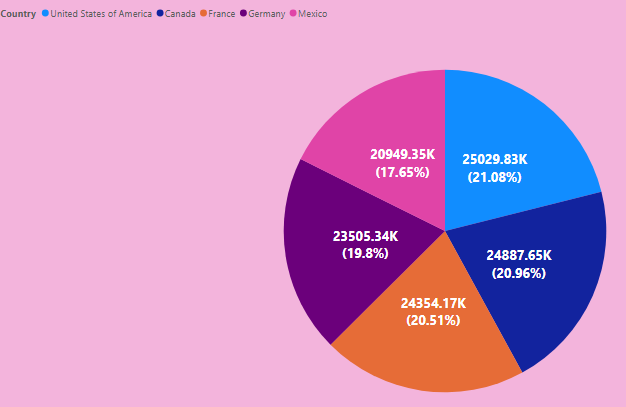 Country United States of America Canada France Germany Mexico
20949.35K
(17.65%)
25029.83K
(21.08%)
23505.34K
(19.8%)
24887.65K
(20.96%)
24354.17K
(20.51%)